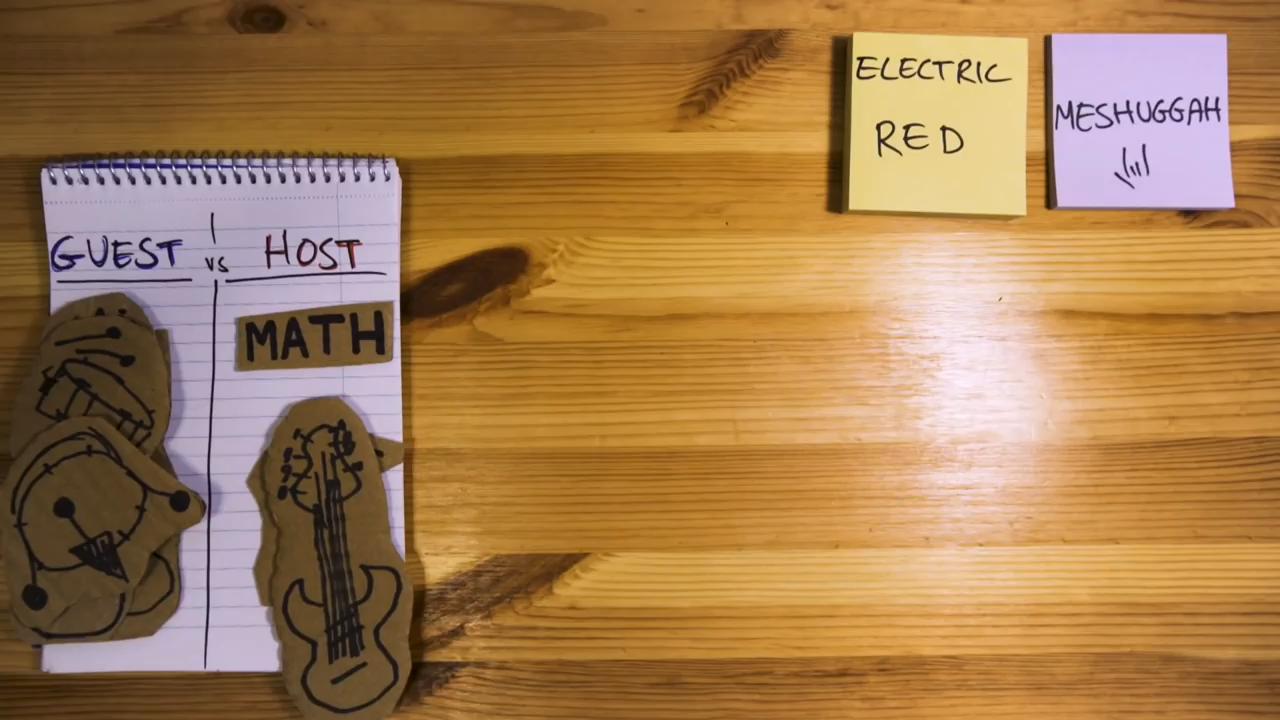 ELECTRIC
RED
MESHUGGAH
GUEST vs HOST
MATH